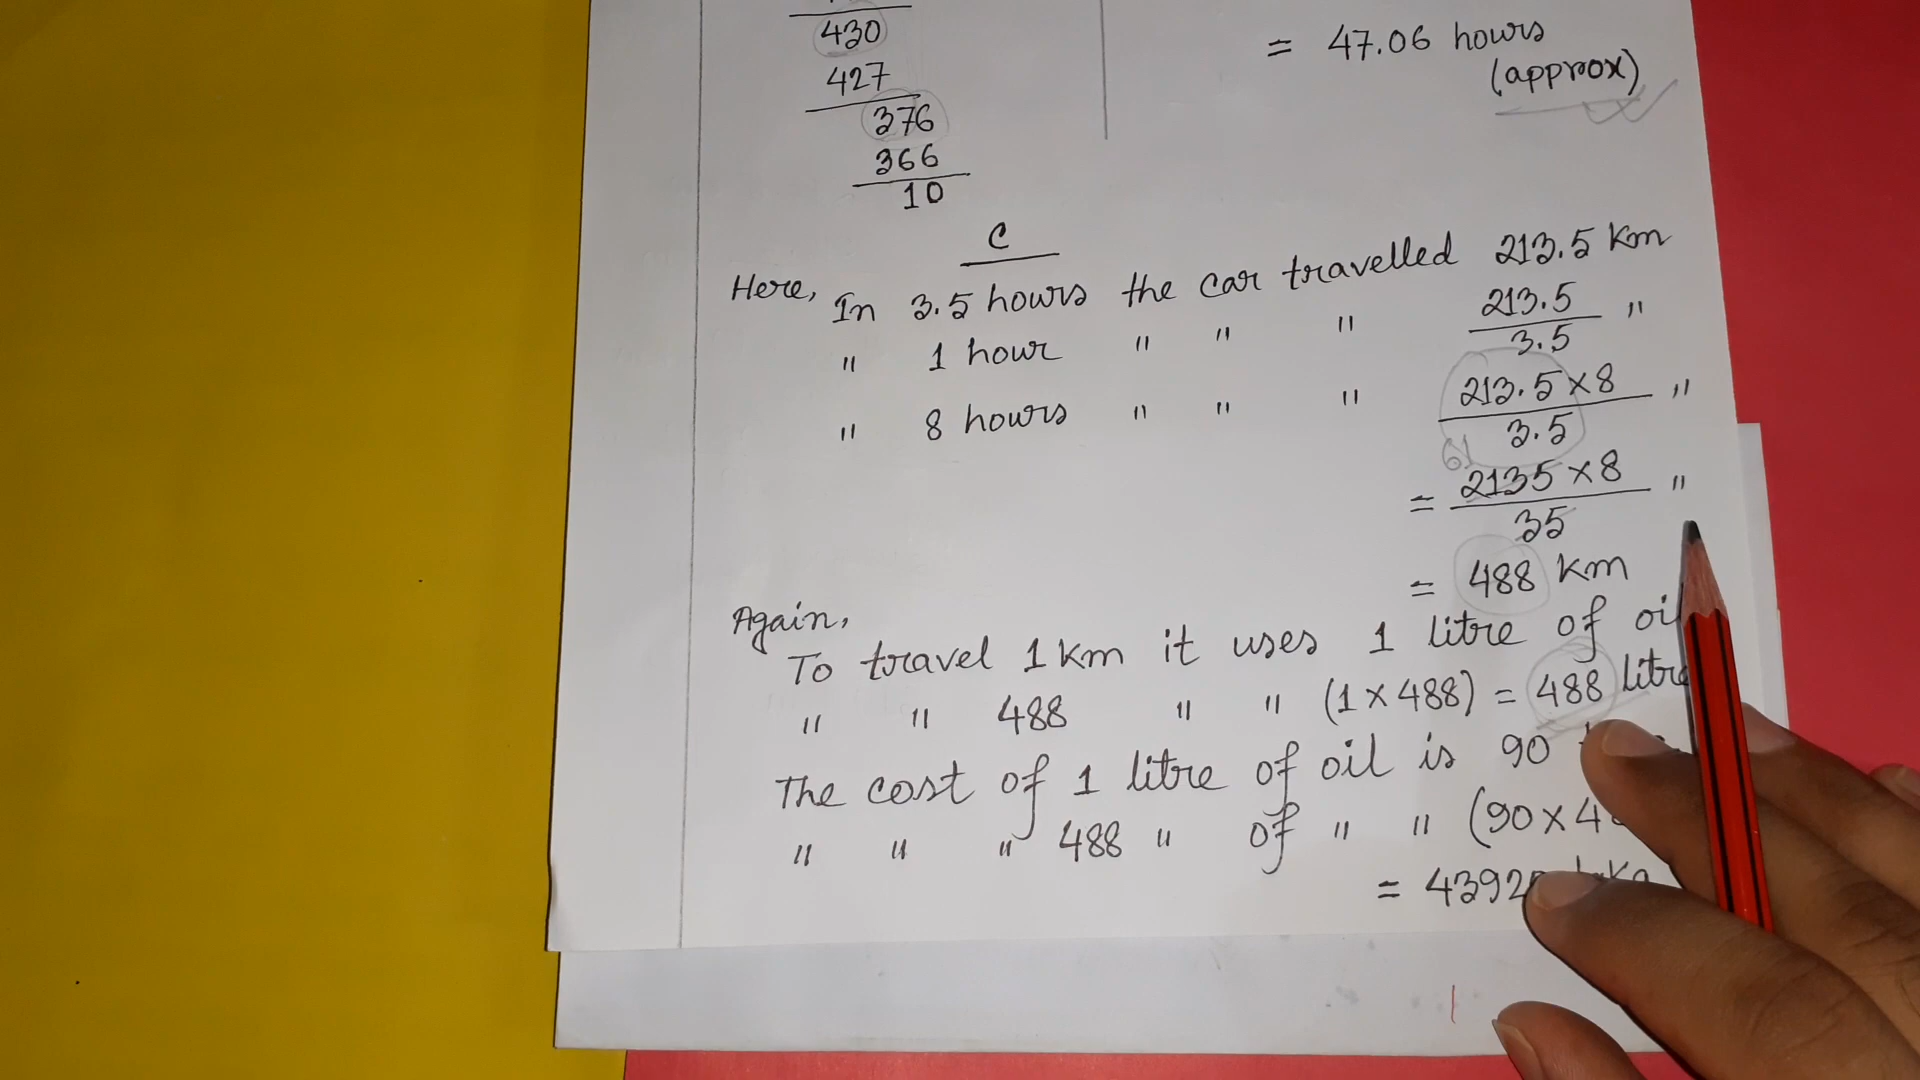 430
427
376
366
10
= 47.06 hours
(approx)
C
Here, In 3.5 hours the car travelled 213.5 km
" 1 hour " " " 213.5/3.5 "
" 8 hours " " " 213.5×8/3.5 "
61
= 2135×8/35 "
= 488 km
Again,
To travel 1 km it uses 1 litre of oil
" " 488 " " (1×488) = 488 litre
The cost of 1 litre of oil is 90
" " " 488 " of " " (90×4
= 4392